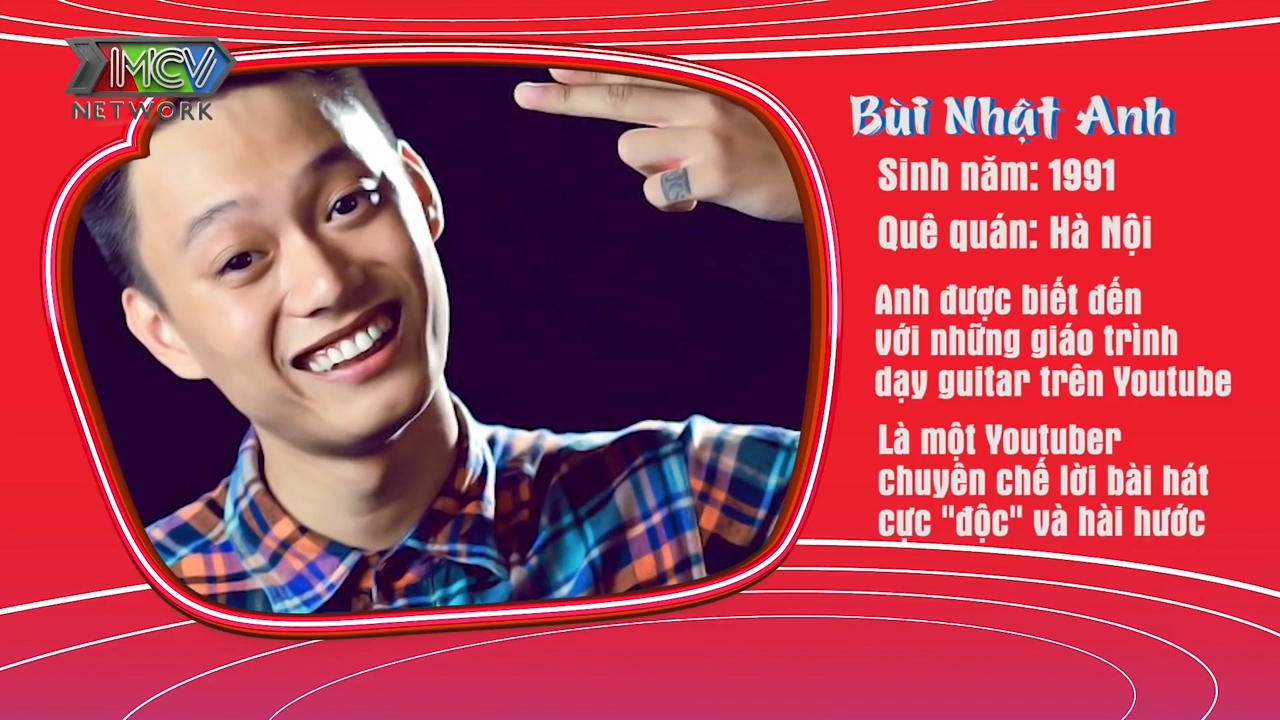 MCV
NETWORK
Bùi Nhật Anh
Sinh năm: 1991
Quê quán: Hà Nội
Anh được biết đến
với những giáo trình
dạy guitar trên Youtube
Là một Youtuber
chuyên chế lời bài hát
cực "độc" và hài hước